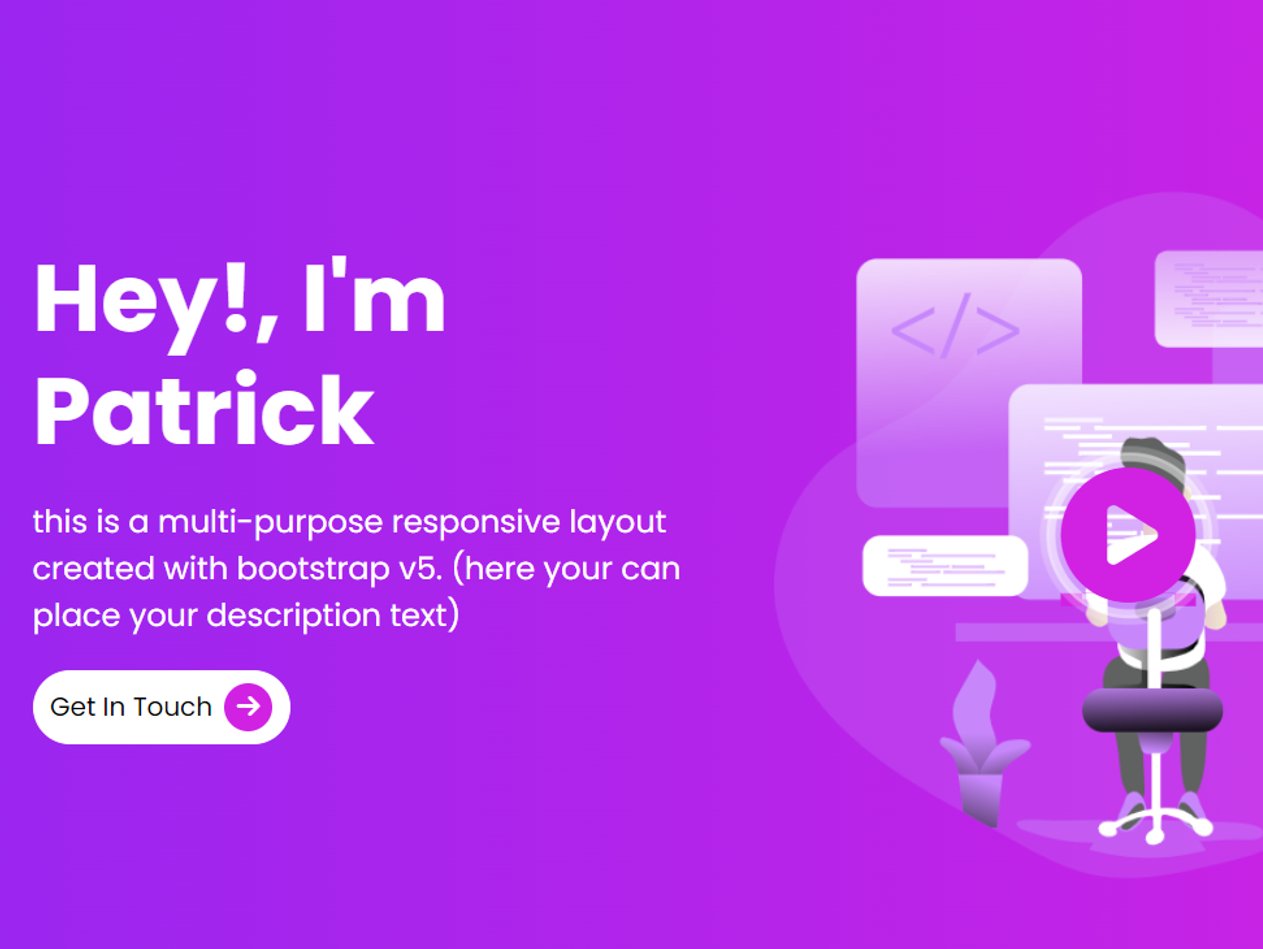 Hey!, I'm
Patrick
this is a multi-purpose responsive layout
created with bootstrap v5. (here your can
place your description text)
Get In Touch
</>